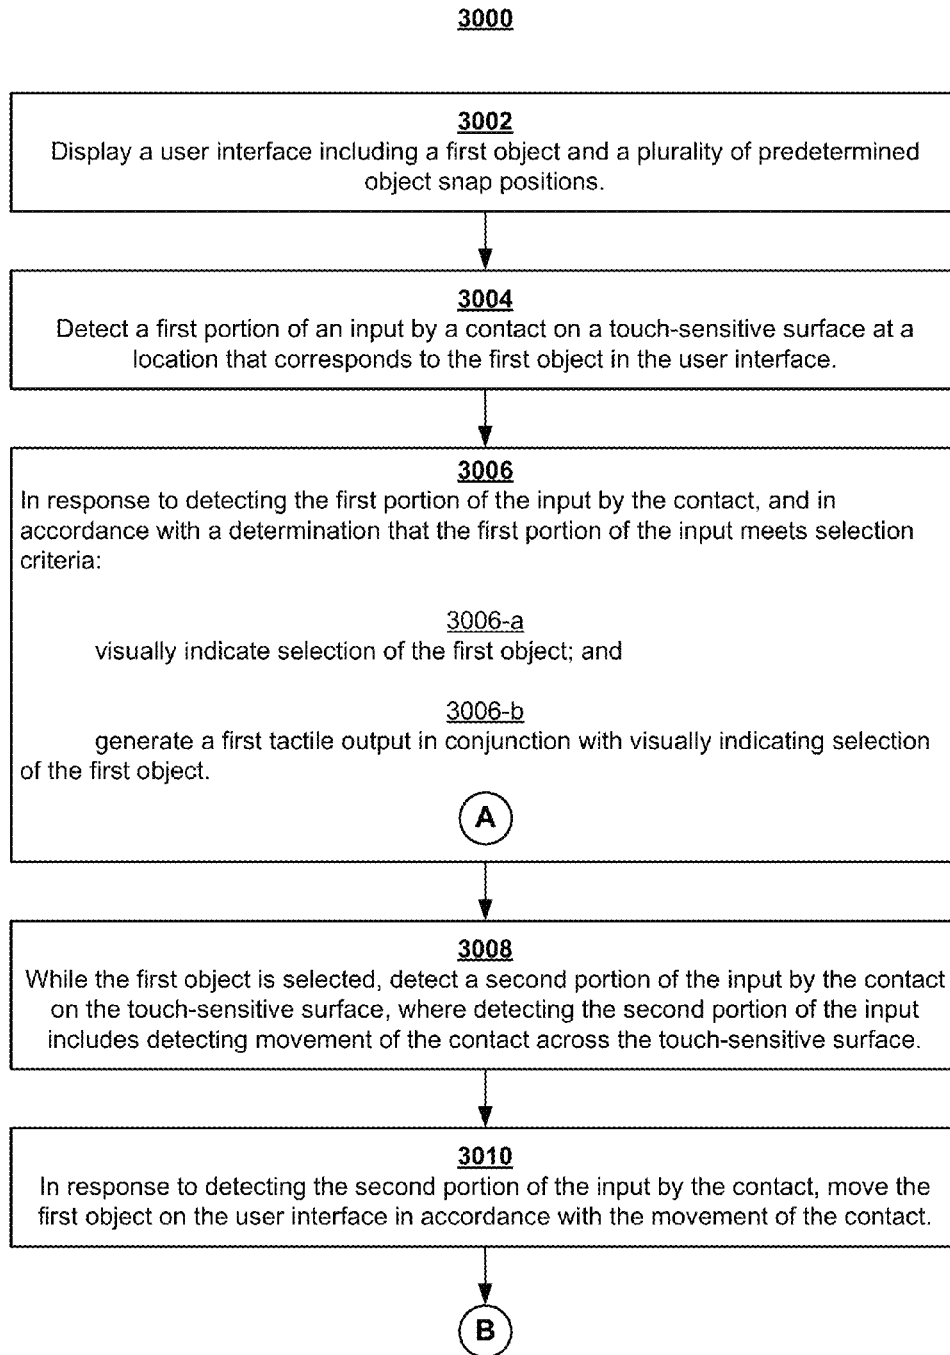 3000
3002
Display a user interface including a first object and a plurality of predetermined
object snap positions.
3004
Detect a first portion of an input by a contact on a touch-sensitive surface at a
location that corresponds to the first object in the user interface.
3006
In response to detecting the first portion of the input by the contact, and in
accordance with a determination that the first portion of the input meets selection
criteria:
3006-a
visually indicate selection of the first object; and
3006-b
generate a first tactile output in conjunction with visually indicating selection
of the first object.
A
3008
While the first object is selected, detect a second portion of the input by the contact
on the touch-sensitive surface, where detecting the second portion of the input
includes detecting movement of the contact across the touch-sensitive surface.
3010
In response to detecting the second portion of the input by the contact, move the
first object on the user interface in accordance with the movement of the contact.
B